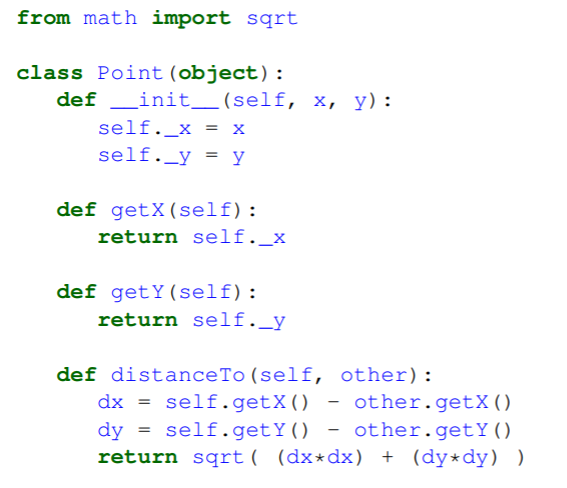 from math import sqrt
class Point(object):
   def __init__(self, x, y):
      self._x = x
      self._y = y
   def getX(self):
      return self._x
   def getY(self):
      return self._y
   def distanceTo(self, other):
      dx = self.getX() - other.getX()
      dy = self.getY() - other.getY()
      return sqrt( (dx*dx) + (dy*dy) )